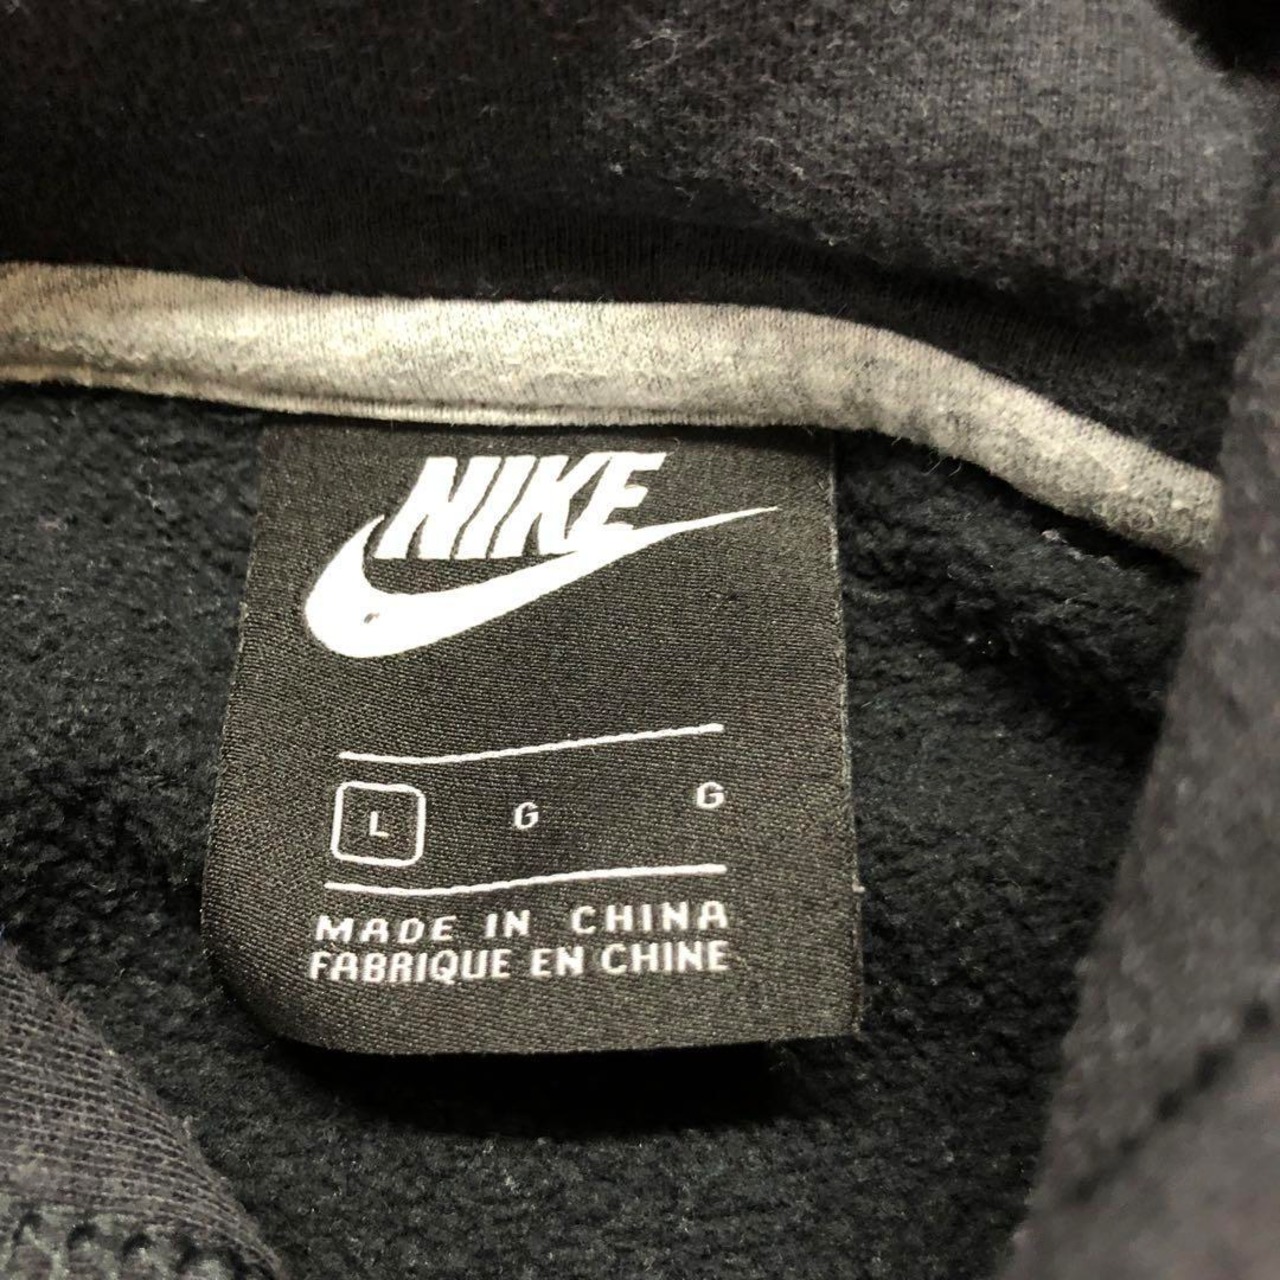 NIKE
L G G
MADE IN CHINA
FABRIQUE EN CHINE